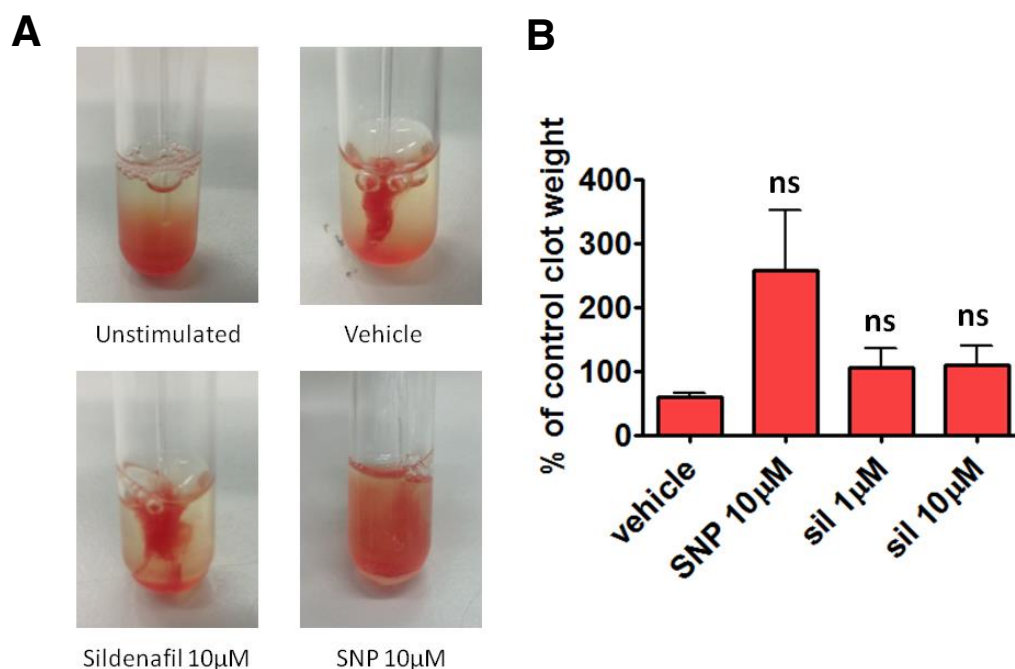 A
Unstimulated
Vehicle
Sildenafil 10µM
SNP 10µM
B
% of control clot weight
400
300
200
100
0
ns
ns
ns
vehicle
SNP 10µM
sil 1µM
sil 10µM